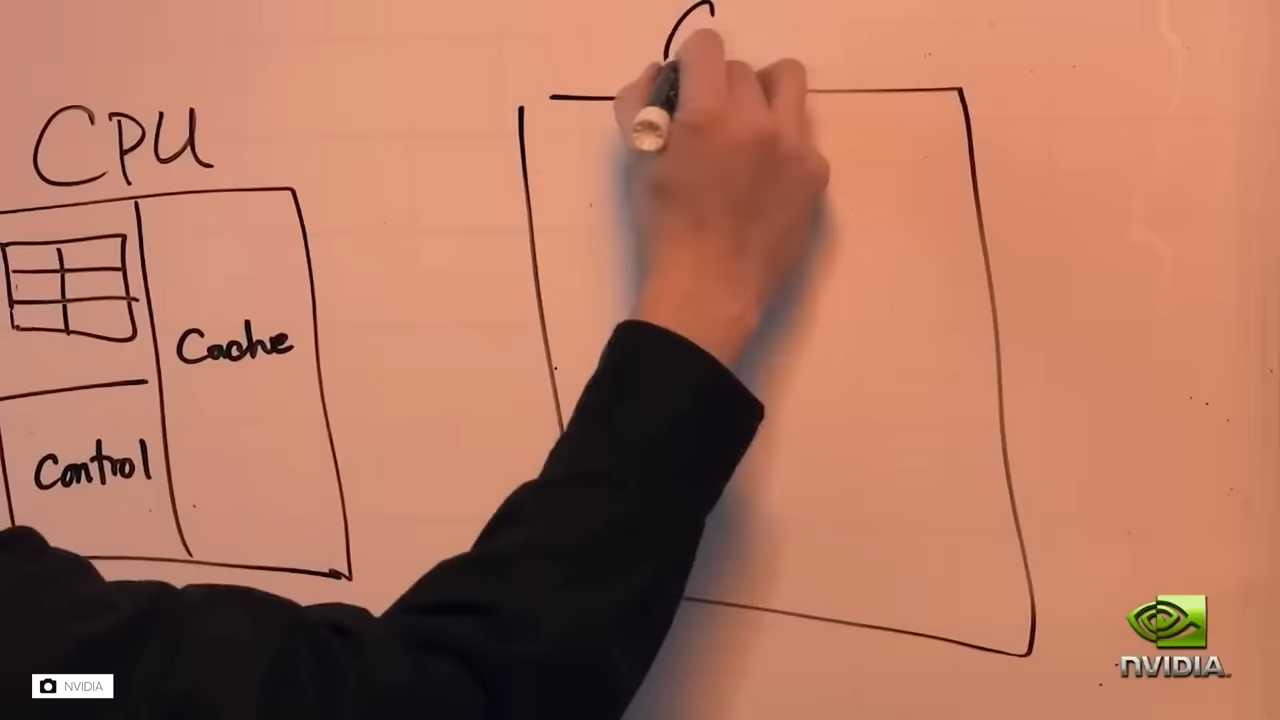 CPU
Cache
Control
NVIDIA
NVIDIA